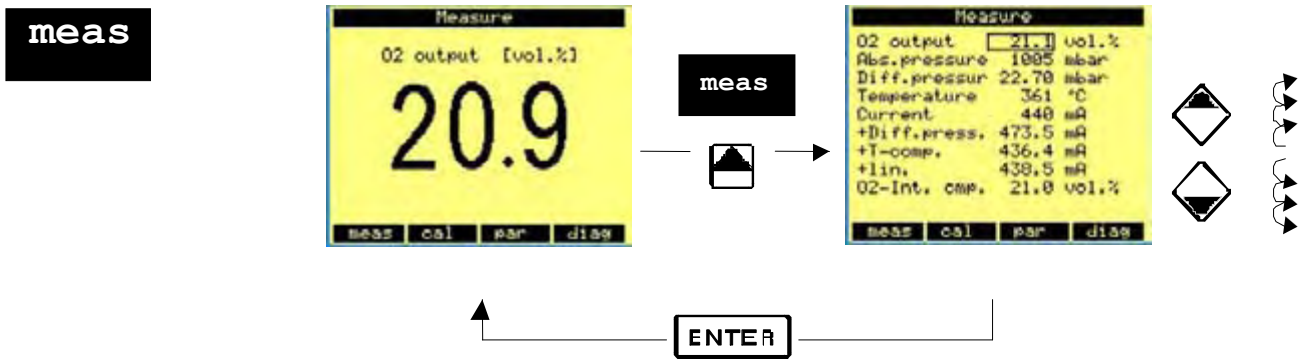 meas
Measure
O2 output [vol.%]
20.9
meas cal par diag
meas
Measure
O2 output 21.1 vol.%
Abs.pressure 1005 mbar
Diff.pressur 22.70 mbar
Temperature 361 °C
Current 440 mA
+Diff.press. 473.5 mA
+T-comp. 436.4 mA
+lin. 438.5 mA
O2-Int. cmp. 21.0 vol.%
meas cal par diag
ENTER